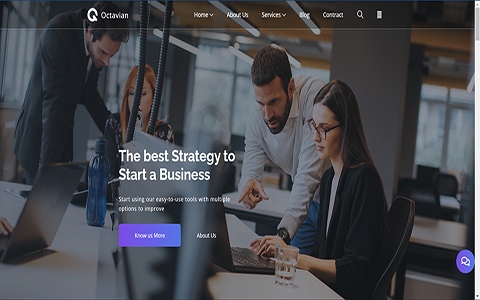 Octavian
Home About Us Services Blog Contract
The best Strategy to
Start a Business
Start using our easy-to-use tools with multiple
options to improve
Know us More About Us